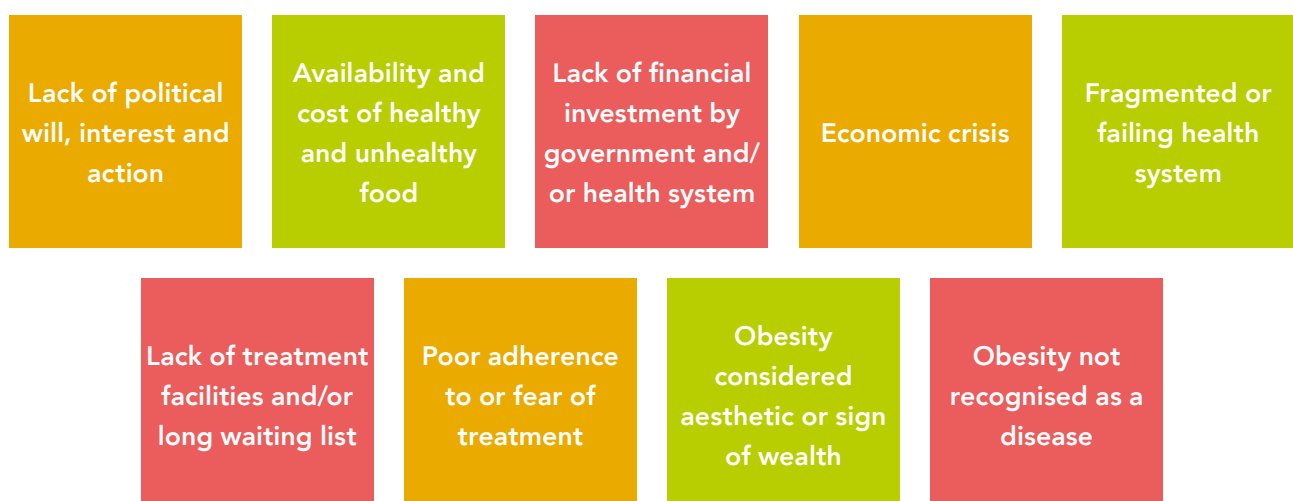 Lack of political
will, interest and
action
Availability and
cost of healthy
and unhealthy
food
Lack of financial
investment by
government and/
or health system
Economic crisis
Fragmented or
failing health
system
Lack of treatment
facilities and/or
long waiting list
Poor adherence
to or fear of
treatment
Obesity
considered
aesthetic or sign
of wealth
Obesity not
recognised as a
disease